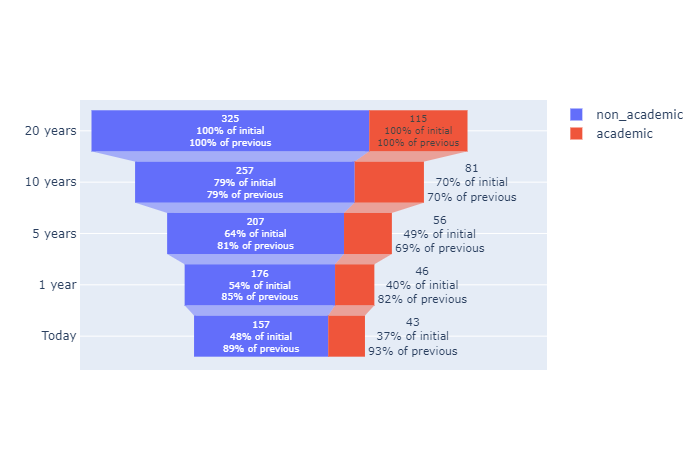 non_academic
academic
20 years
325
100% of initial
100% of previous
115
100% of initial
100% of previous
10 years
257
79% of initial
79% of previous
81
70% of initial
70% of previous
5 years
207
64% of initial
81% of previous
56
49% of initial
69% of previous
1 year
176
54% of initial
85% of previous
46
40% of initial
82% of previous
Today
157
48% of initial
89% of previous
43
37% of initial
93% of previous